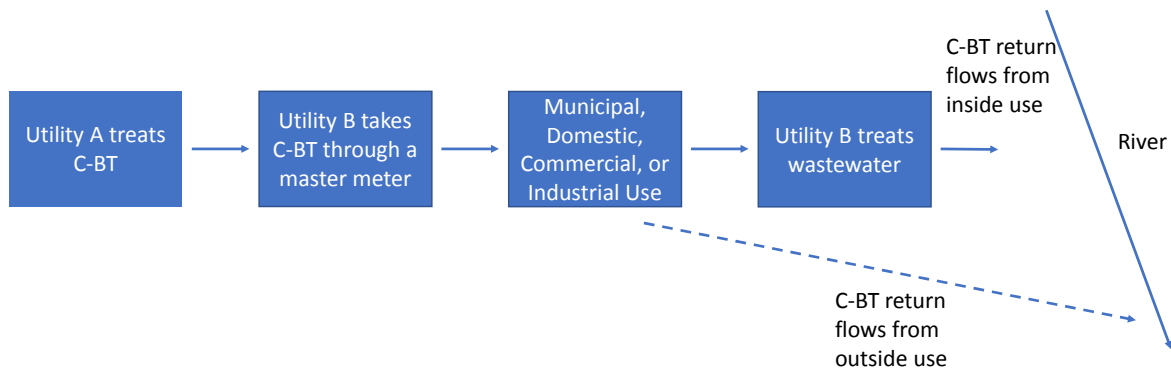 Utility A treats
C-BT
Utility B takes
C-BT through a
master meter
Municipal,
Domestic,
Commercial, or
Industrial Use
Utility B treats
wastewater
C-BT return
flows from
inside use
River
C-BT return
flows from
outside use